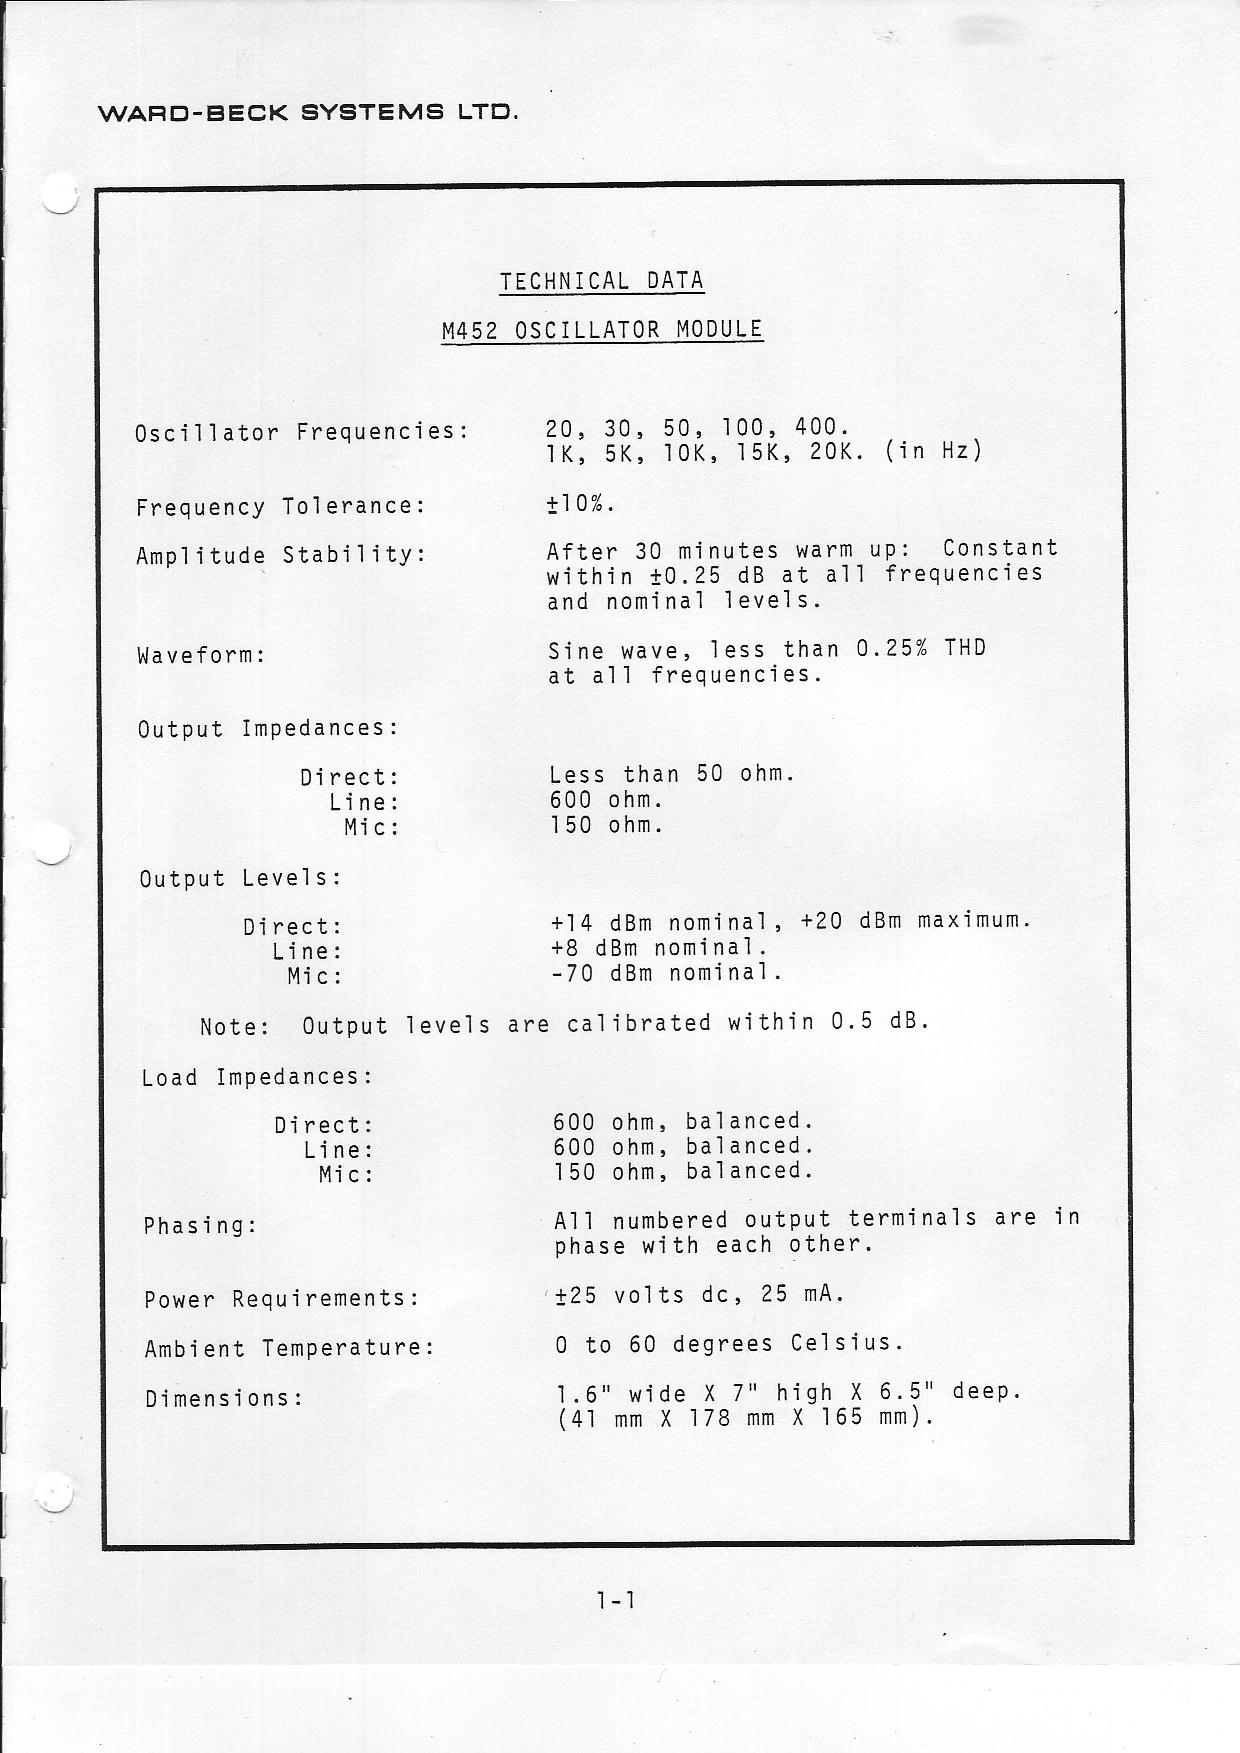 WARD-BECK SYSTEMS LTD.
TECHNICAL DATA
M452 OSCILLATOR MODULE
Oscillator Frequencies: 20, 30, 50, 100, 400.
1K, 5K, 10K, 15K, 20K. (in Hz)
Frequency Tolerance: ±10%.
Amplitude Stability: After 30 minutes warm up: Constant
within ±0.25 dB at all frequencies
and nominal levels.
Waveform: Sine wave, less than 0.25% THD
at all frequencies.
Output Impedances:
Direct: Less than 50 ohm.
Line: 600 ohm.
Mic: 150 ohm.
Output Levels:
Direct: +14 dBm nominal, +20 dBm maximum.
Line: +8 dBm nominal.
Mic: -70 dBm nominal.
Note: Output levels are calibrated within 0.5 dB.
Load Impedances:
Direct: 600 ohm, balanced.
Line: 600 ohm, balanced.
Mic: 150 ohm, balanced.
Phasing: All numbered output terminals are in
phase with each other.
Power Requirements: ±25 volts dc, 25 mA.
Ambient Temperature: 0 to 60 degrees Celsius.
Dimensions: 1.6" wide X 7" high X 6.5" deep.
(41 mm X 178 mm X 165 mm).
1-1